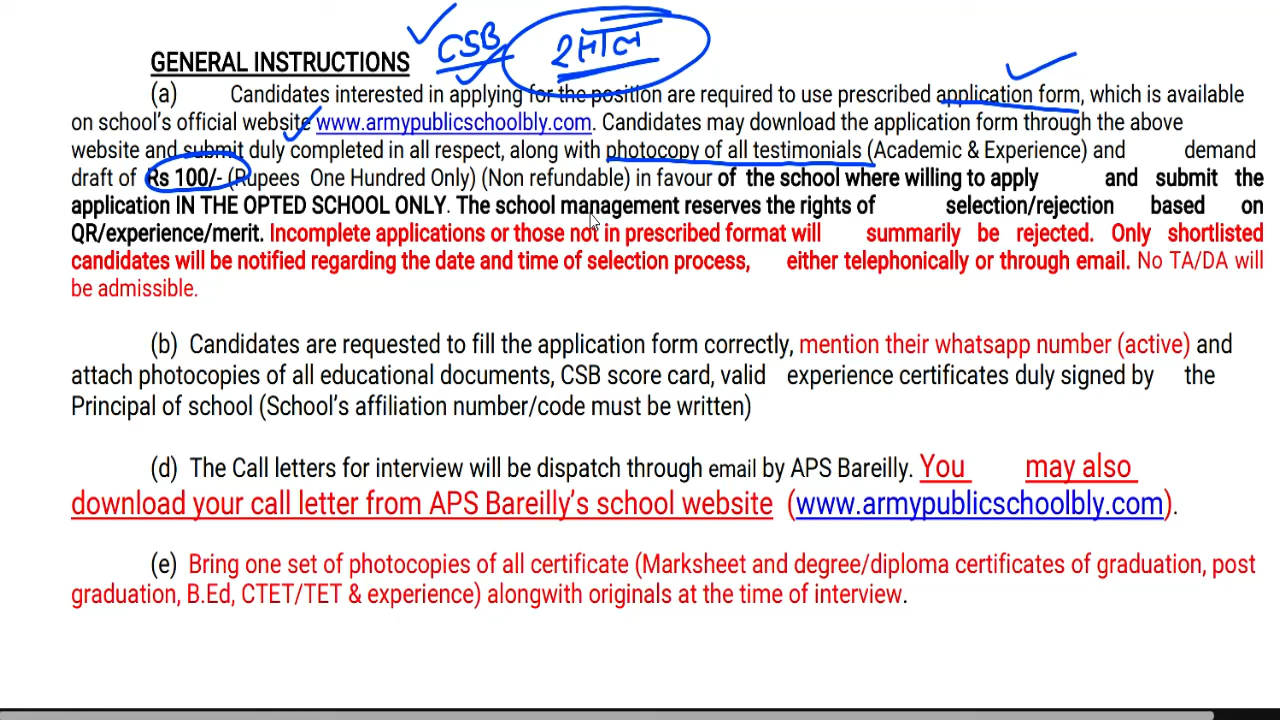 CSB २ साल
GENERAL INSTRUCTIONS
(a) Candidates interested in applying for the position are required to use prescribed application form, which is available
on school's official website www.armypublicschoolbly.com. Candidates may download the application form through the above
website and submit duly completed in all respect, along with photocopy of all testimonials (Academic & Experience) and demand
draft of Rs 100/- (Rupees One Hundred Only) (Non refundable) in favour of the school where willing to apply and submit the
application IN THE OPTED SCHOOL ONLY. The school management reserves the rights of selection/rejection based on
QR/experience/merit. Incomplete applications or those not in prescribed format will summarily be rejected. Only shortlisted
candidates will be notified regarding the date and time of selection process, either telephonically or through email. No TA/DA will
be admissible.
(b) Candidates are requested to fill the application form correctly, mention their whatsapp number (active) and
attach photocopies of all educational documents, CSB score card, valid experience certificates duly signed by the
Principal of school (School's affiliation number/code must be written)
(d) The Call letters for interview will be dispatch through email by APS Bareilly. You may also
download your call letter from APS Bareilly's school website (www.armypublicschoolbly.com).
(e) Bring one set of photocopies of all certificate (Marksheet and degree/diploma certificates of graduation, post
graduation, B.Ed, CTET/TET & experience) alongwith originals at the time of interview.